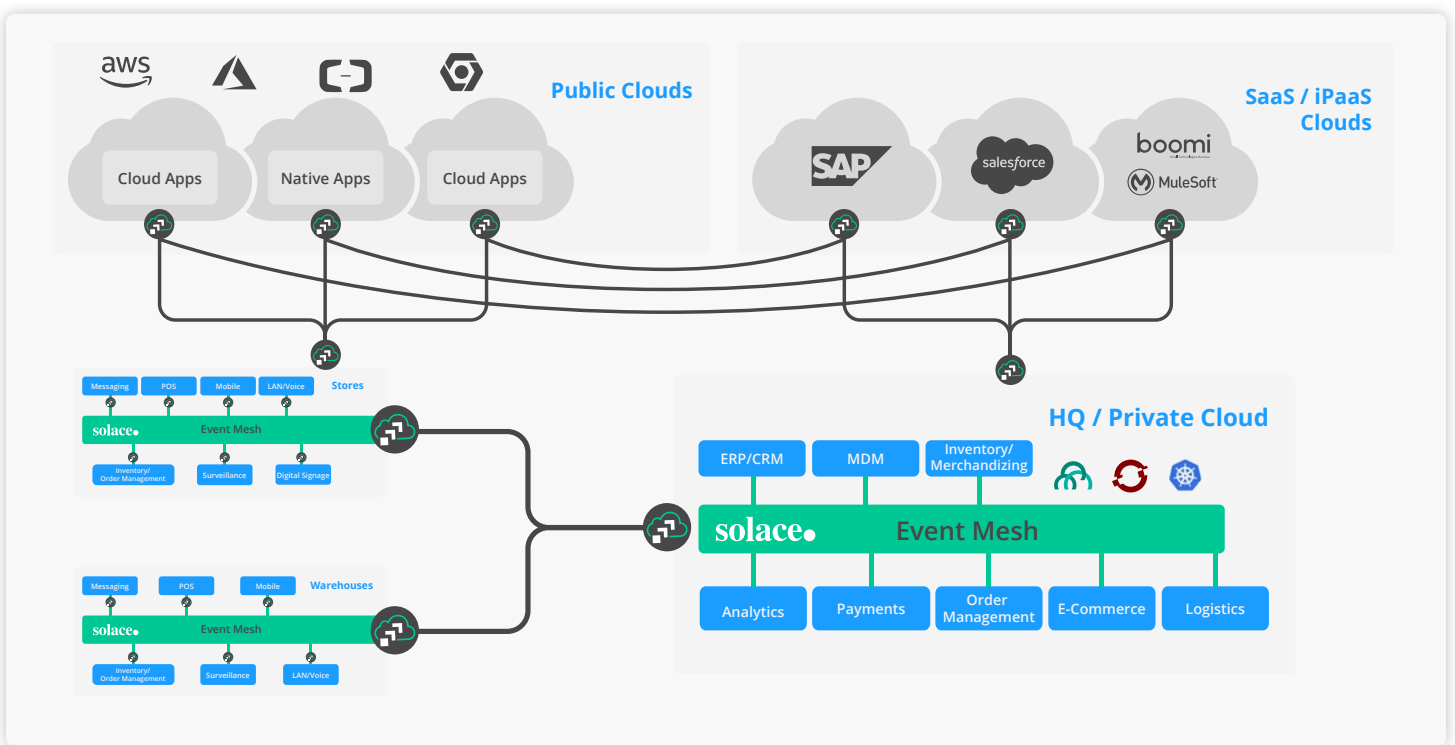 aws
Public Clouds
Cloud Apps
Native Apps
Cloud Apps
SaaS / iPaaS
Clouds
SAP
salesforce
boomi
MuleSoft
Messaging
POS
Mobile
LAN/Voice
Stores
solace.
Event Mesh
Inventory/
Order Management
Surveillance
Digital Signage
Messaging
POS
Mobile
Warehouses
solace.
Event Mesh
Inventory/
Order Management
Surveillance
LAN/Voice
HQ / Private Cloud
ERP/CRM
MDM
Inventory/
Merchandizing
solace.
Event Mesh
Analytics
Payments
Order
Management
E-Commerce
Logistics